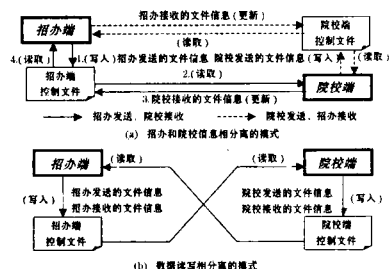 招办接收的文件信息(更新)
招办端 (读取) 院校端
控制文件
4.(读取) 1.(写入)招办发送的文件信息 院校发送的文件信息(写入) (读取)
招办端 2.(读取)
控制文件 院校端
3.院校接收的文件信息(更新)
招办发送、院校接收 院校发送、招办接收
(a) 招办和院校信息相分离的模式
招办端 (读取) (读取) 院校端
(写入) 招办发送的文件信息 院校发送的文件信息 (写入)
招办接收的文件信息 院校接收的文件信息
招办端 院校端
控制文件 控制文件
(b) 数据读写相分离的模式